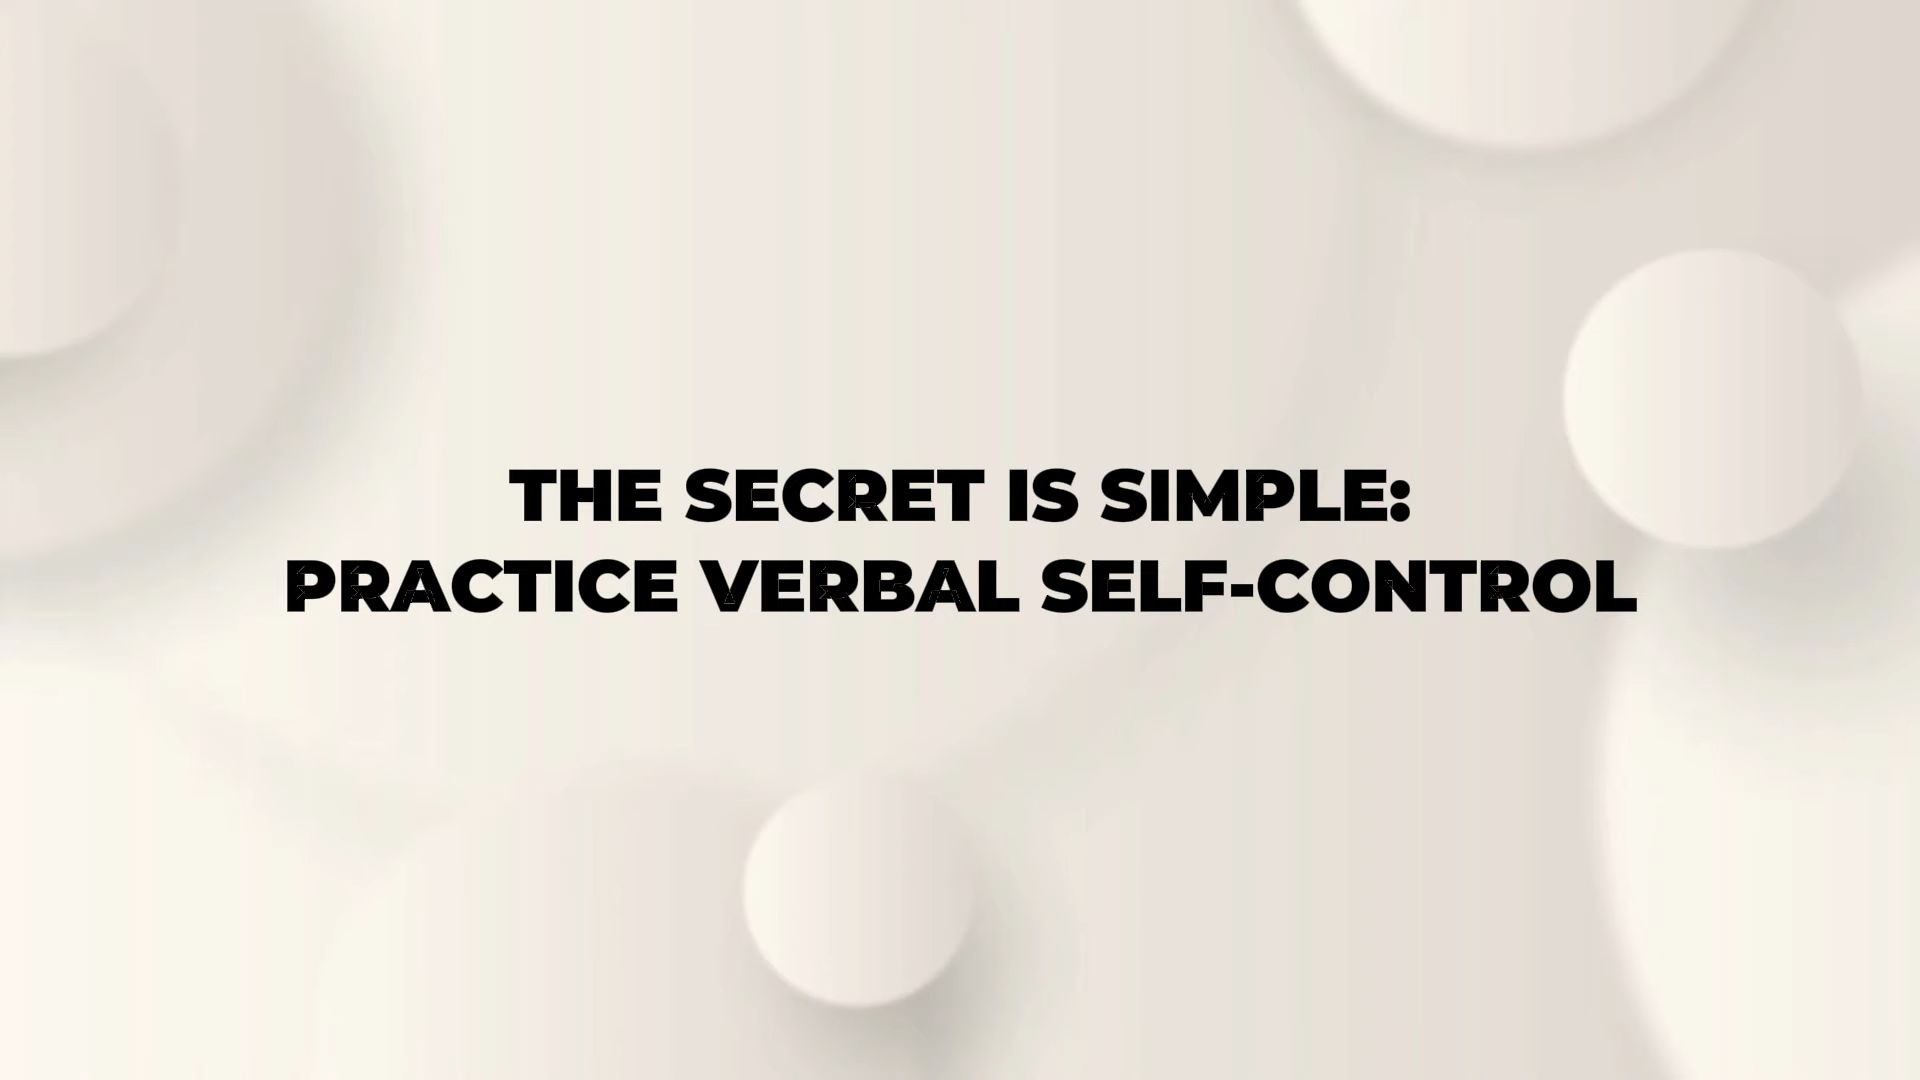 THE SECRET IS SIMPLE:
PRACTICE VERBAL SELF-CONTROL